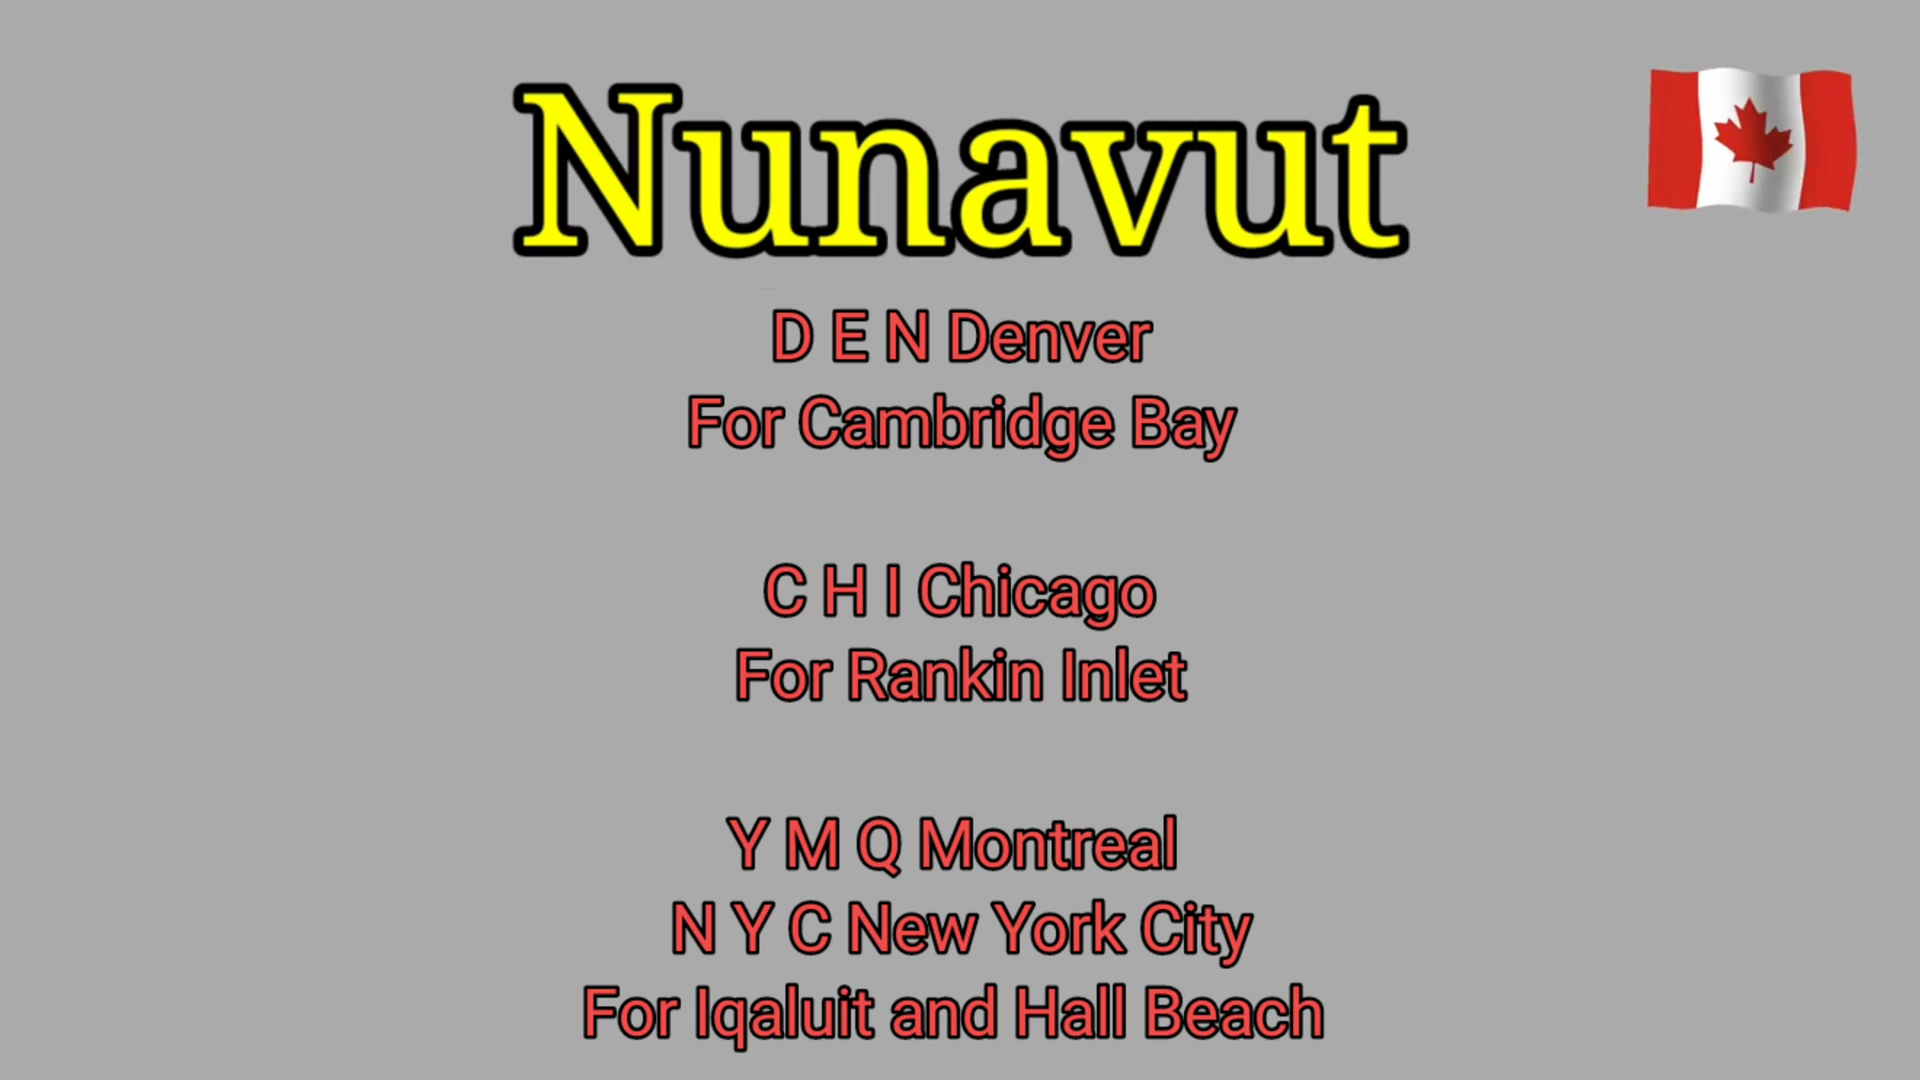 Nunavut
D E N Denver
For Cambridge Bay
C H I Chicago
For Rankin Inlet
Y M Q Montreal
N Y C New York City
For Iqaluit and Hall Beach